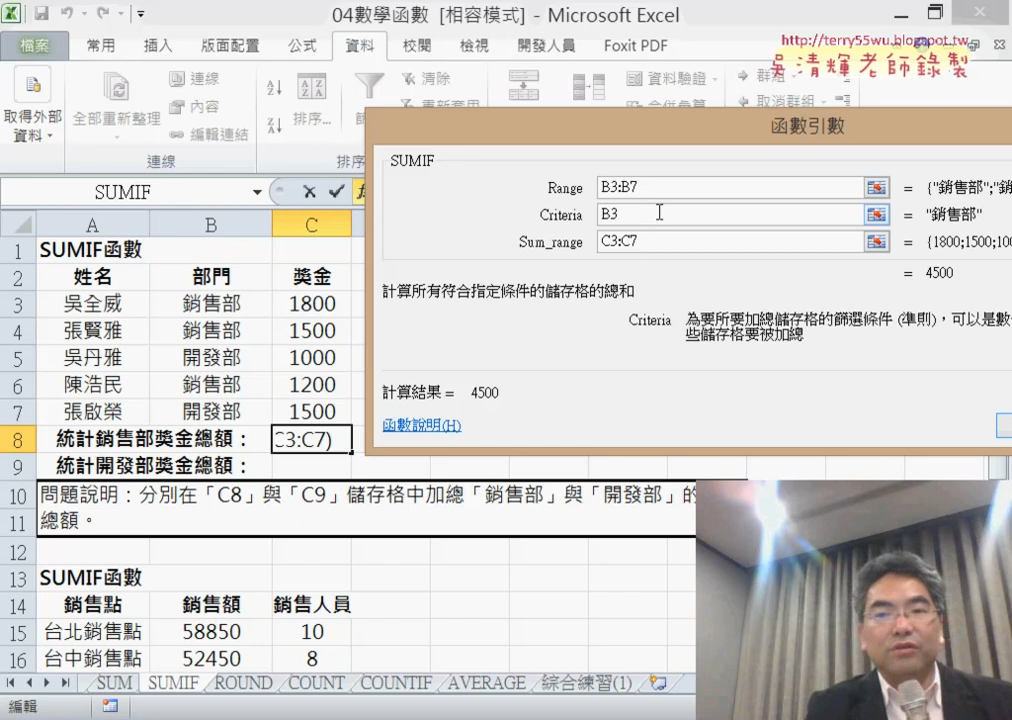 04數學函數 [相容模式] - Microsoft Excel
http://terry55wu.blogspot.tw
吳清輝老師錄製
檔案 常用 插入 版面配置 公式 資料 校閱 檢視 開發人員 Foxit PDF
取得外部
資料
全部重新整理
連線
內容
編輯連結
連線
排序...
清除
資料驗證
函數引數
SUMIF
Range B3:B7 = {"銷售部";"銷
Criteria B3 = "銷售部"
Sum_range C3:C7 = {1800;1500;100
= 4500
計算所有符合指定條件的儲存格的總和
Criteria 為要所要加總儲存格的篩選條件 (準則)，可以是數
些儲存格要被加總
計算結果 = 4500
函數說明(H)
SUMIF
A B C
1 SUMIF函數
2 姓名 部門 獎金
3 吳全威 銷售部 1800
4 張賢雅 銷售部 1500
5 吳丹雅 開發部 1000
6 陳浩民 銷售部 1200
7 張啟榮 開發部 1500
8 統計銷售部獎金總額： C3:C7)
9 統計開發部獎金總額：
10 問題說明：分別在「C8」與「C9」儲存格中加總「銷售部」與「開發部」的
11 總額。
12
13 SUMIF函數
14 銷售點 銷售額 銷售人員
15 台北銷售點 58850 10
16 台中銷售點 52450 8
SUM SUMIF ROUND COUNT COUNTIF AVERAGE 綜合練習(1)
編輯